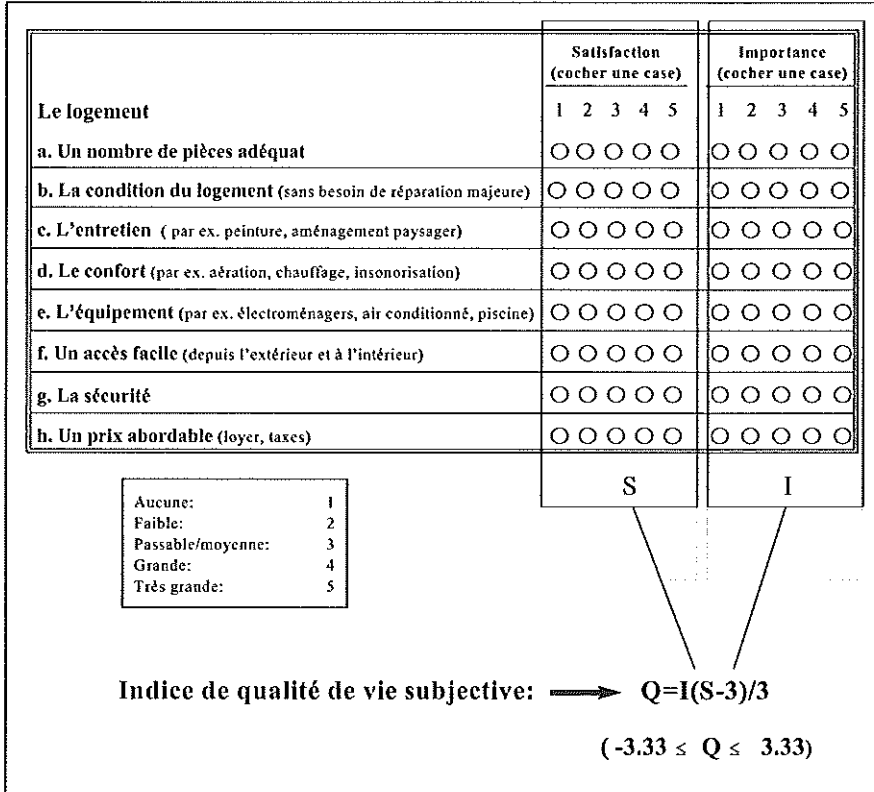 Satisfaction Importance
(cocher une case) (cocher une case)
Le logement 1 2 3 4 5 1 2 3 4 5
a. Un nombre de pièces adéquat
b. La condition du logement (sans besoin de réparation majeure)
c. L'entretien ( par ex. peinture, aménagement paysager)
d. Le confort (par ex. aération, chauffage, insonorisation)
e. L'équipement (par ex. électroménagers, air conditionné, piscine)
f. Un accès facile (depuis l'extérieur et à l'intérieur)
g. La sécurité
h. Un prix abordable (loyer, taxes)
S I
Aucune: 1
Faible: 2
Passable/moyenne: 3
Grande: 4
Très grande: 5
Indice de qualité de vie subjective: Q=I(S-3)/3
( -3.33 ≤ Q ≤ 3.33)